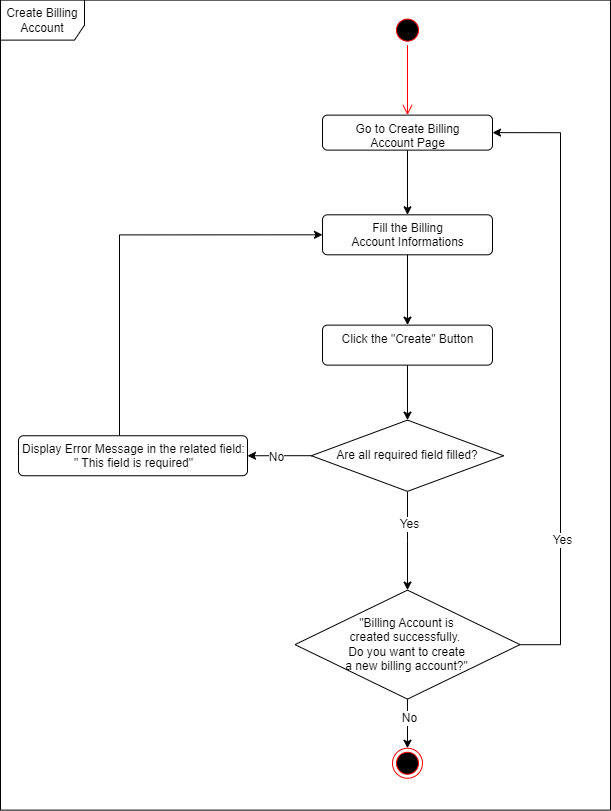 Create Billing
Account
Go to Create Billing
Account Page
Fill the Billing
Account Informations
Click the "Create" Button
Display Error Message in the related field:
" This field is required"
No
Are all required field filled?
Yes
Yes
"Billing Account is
created successfully.
Do you want to create
a new billing account?"
No